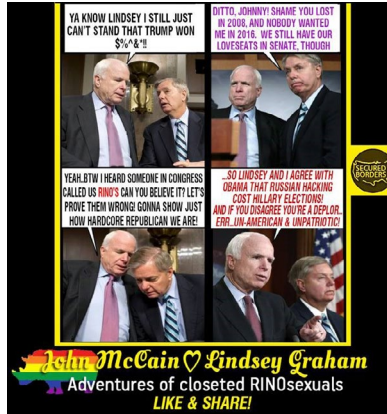 YA KNOW LINDSEY I STILL JUST
CAN'T STAND THAT TRUMP WON
$%^&*!!
DITTO, JOHNNY! SHAME YOU LOST
IN 2008, AND NOBODY WANTED
ME IN 2016. WE STILL HAVE OUR
LOVESEATS IN SENATE, THOUGH
SECURED
BORDERS
YEAH..BTW I HEARD SOMEONE IN CONGRESS
CALLED US RINO'S CAN YOU BELIEVE IT? LET'S
PROVE THEM WRONG! GONNA SHOW JUST
HOW HARDCORE REPUBLICAN WE ARE!
...SO LINDSEY AND I AGREE WITH
OBAMA THAT RUSSIAN HACKING
COST HILLARY ELECTIONS!
AND IF YOU DISAGREE YOU'RE A DEPLOR..
ERR...UN-AMERICAN & UNPATRIOTIC!
John McCain ♡ Lindsey Graham
Adventures of closeted RINOsexuals
LIKE & SHARE!